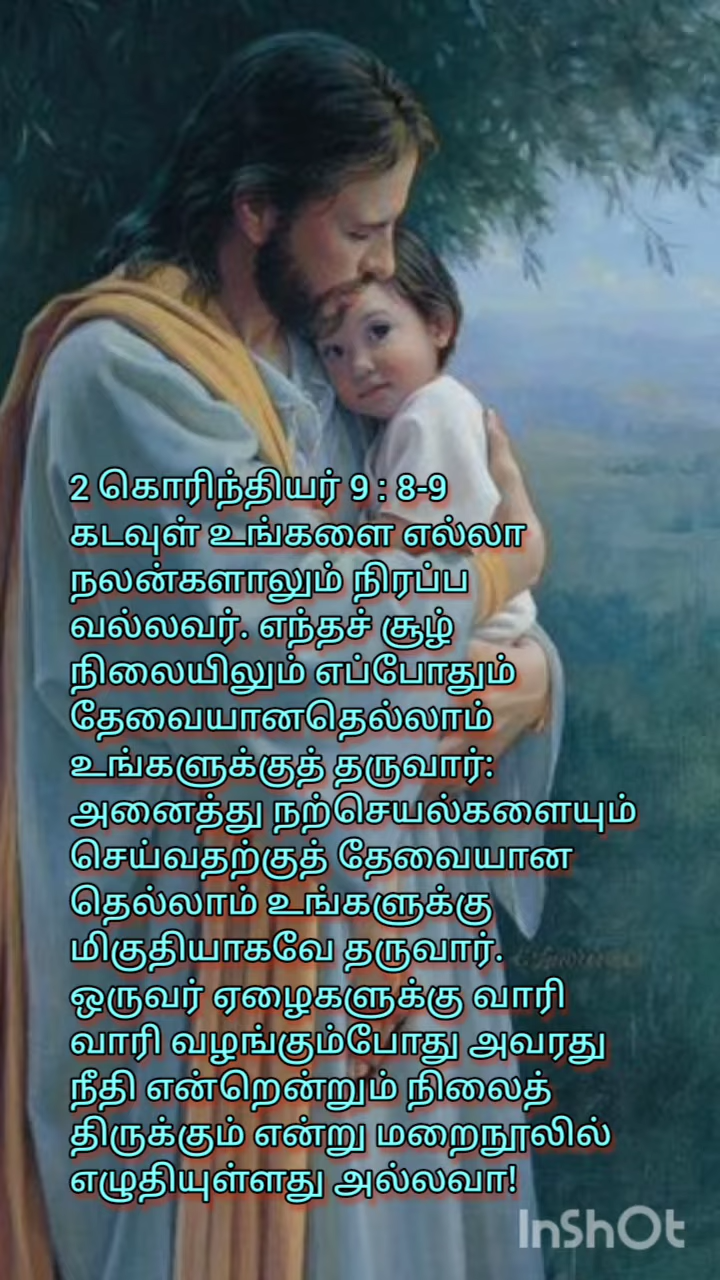 2 கொரிந்தியர் 9 : 8-9
கடவுள் உங்களை எல்லா
நலன்களாலும் நிரப்ப
வல்லவர். எந்தச் சூழ்
நிலையிலும் எப்போதும்
தேவையானதெல்லாம்
உங்களுக்குத் தருவார்:
அனைத்து நற்செயல்களையும்
செய்வதற்குத் தேவையான
தெல்லாம் உங்களுக்கு
மிகுதியாகவே தருவார்.
ஒருவர் ஏழைகளுக்கு வாரி
வாரி வழங்கும்போது அவரது
நீதி என்றென்றும் நிலைத்
திருக்கும் என்று மறைநூலில்
எழுதியுள்ளது அல்லவா!
InShOt